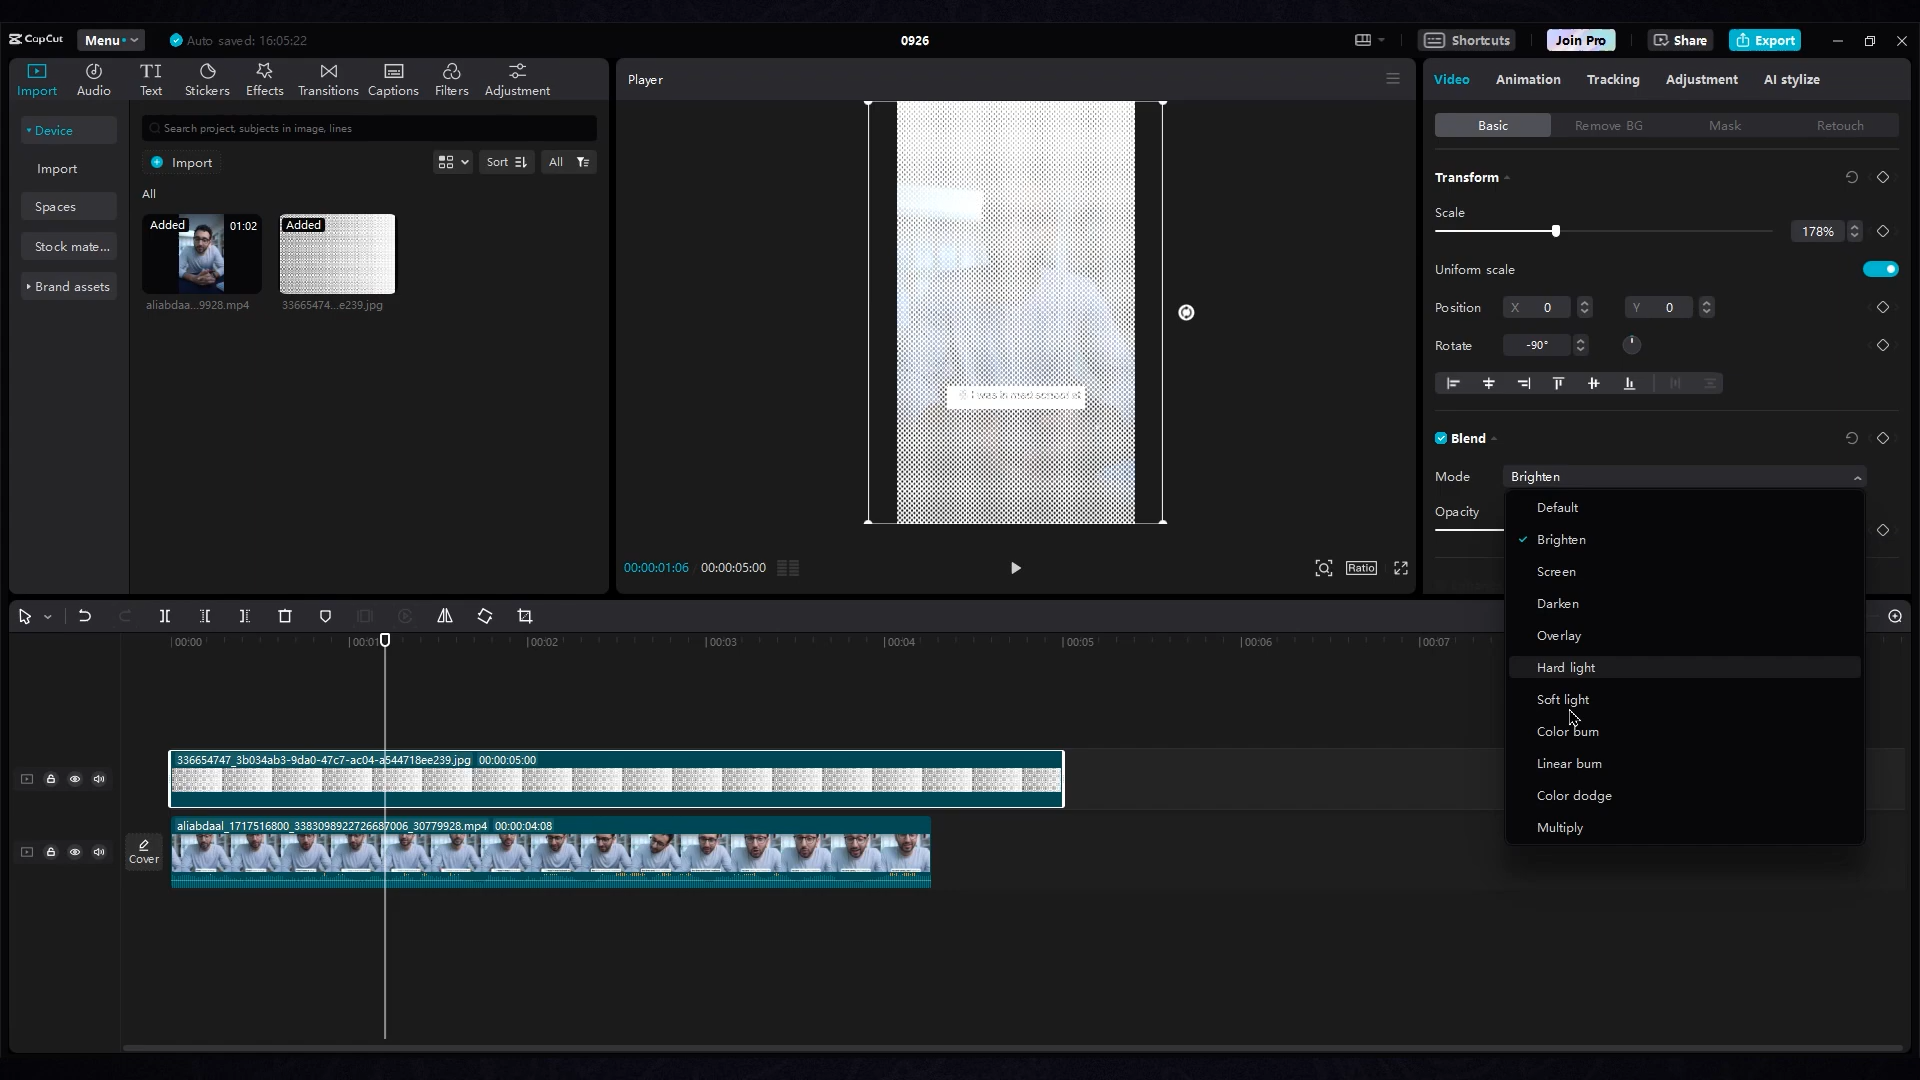 CapCut
Menu
Auto saved: 16:05:22
0926
Shortcuts
Join Pro
Share
Export
Import
Audio
Text
Stickers
Effects
Transitions
Captions
Filters
Adjustment
Device
Import
Spaces
Stock mate...
Brand assets
Search project, subjects in image, lines
Import
Sort
All
All
Added
01:02
aliabdaa...9928.mp4
Added
33665474...e239.jpg
Player
I was in med school at
00:00:01:06
00:00:05:00
Ratio
Video
Animation
Tracking
Adjustment
AI stylize
Basic
Remove BG
Mask
Retouch
Transform
Scale
178%
Uniform scale
Position
X 0
Y 0
Rotate
-90°
Blend
Mode
Brighten
Opacity
Default
Brighten
Screen
Darken
Overlay
Hard light
Soft light
Color burn
Linear burn
Color dodge
Multiply
00:00
00:01
00:02
00:03
00:04
00:05
00:06
00:07
336654747_3b034ab3-9da0-47c7-ac04-a544718ee239.jpg 00:00:05:00
Cover
aliabdaal_1717516800_3383098922726687006_30779928.mp4 00:00:04:08